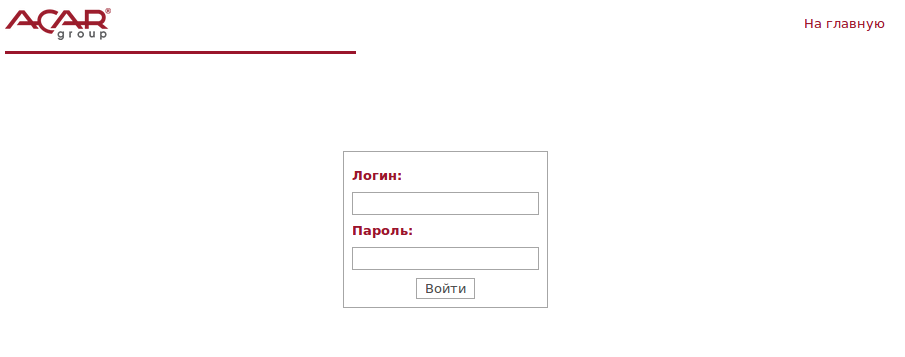 ACAR®
group
На главную
Логин:
Пароль:
Войти